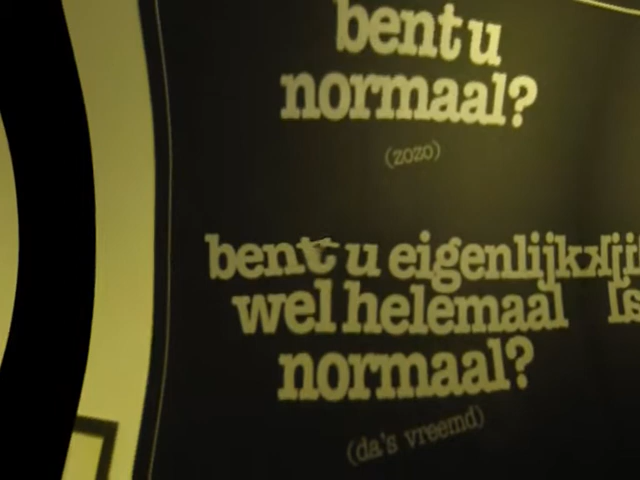 bent u
normaal?
(zozo)
bent u eigenlijk
wel helemaal
normaal?
(da's vreemd)